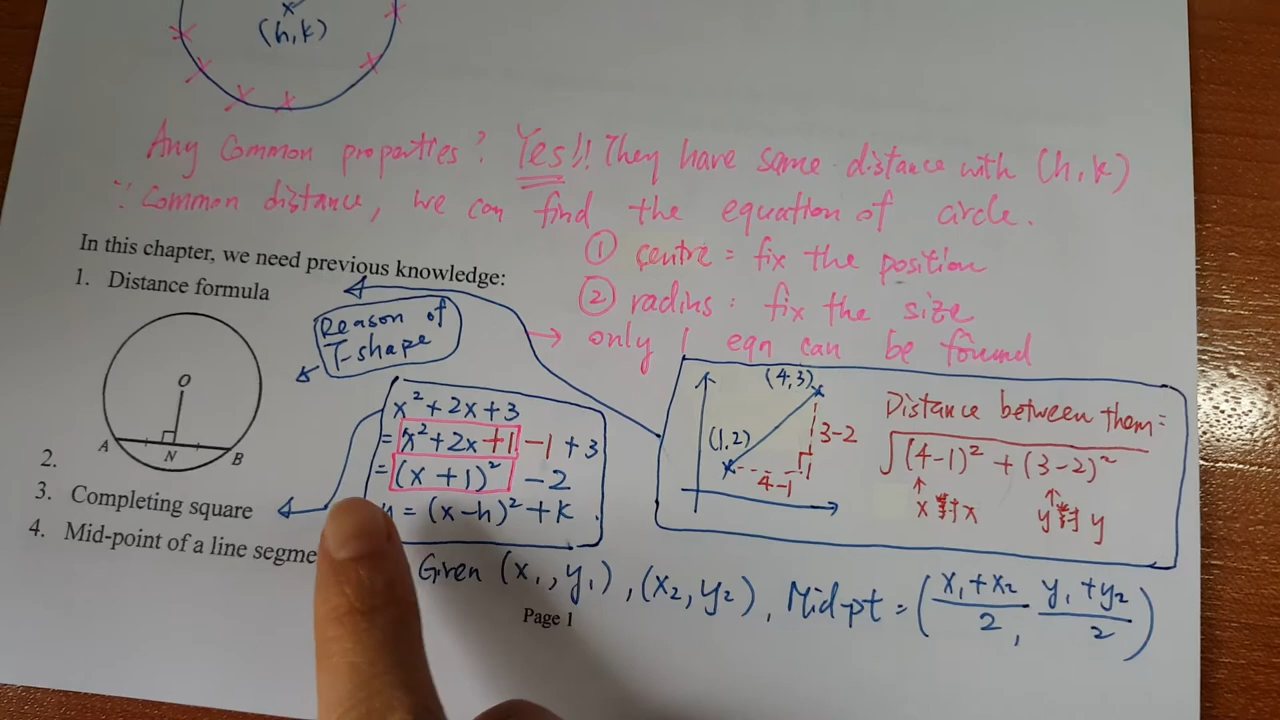 (h,k)
Any Common properties? Yes!! They have same distance with (h,k)
∵ Common distance, we can find the equation of circle.
In this chapter, we need previous knowledge:
① centre = fix the position
1. Distance formula
② radius : fix the size
→ only 1 eqn can be found
Reason of
T-shape
O
A N B
x²+2x+3
= x²+2x+1 -1 +3
= (x+1)² -2
= (x-h)²+k
(4,3)
(1,2)
3-2
4-1
Distance between them =
√(4-1)² + (3-2)²
x對x y對y
2.
3. Completing square
4. Mid-point of a line segme
Given (x₁,y₁), (x₂,y₂), Mid-pt = (x₁+x₂/2, y₁+y₂/2)
Page 1